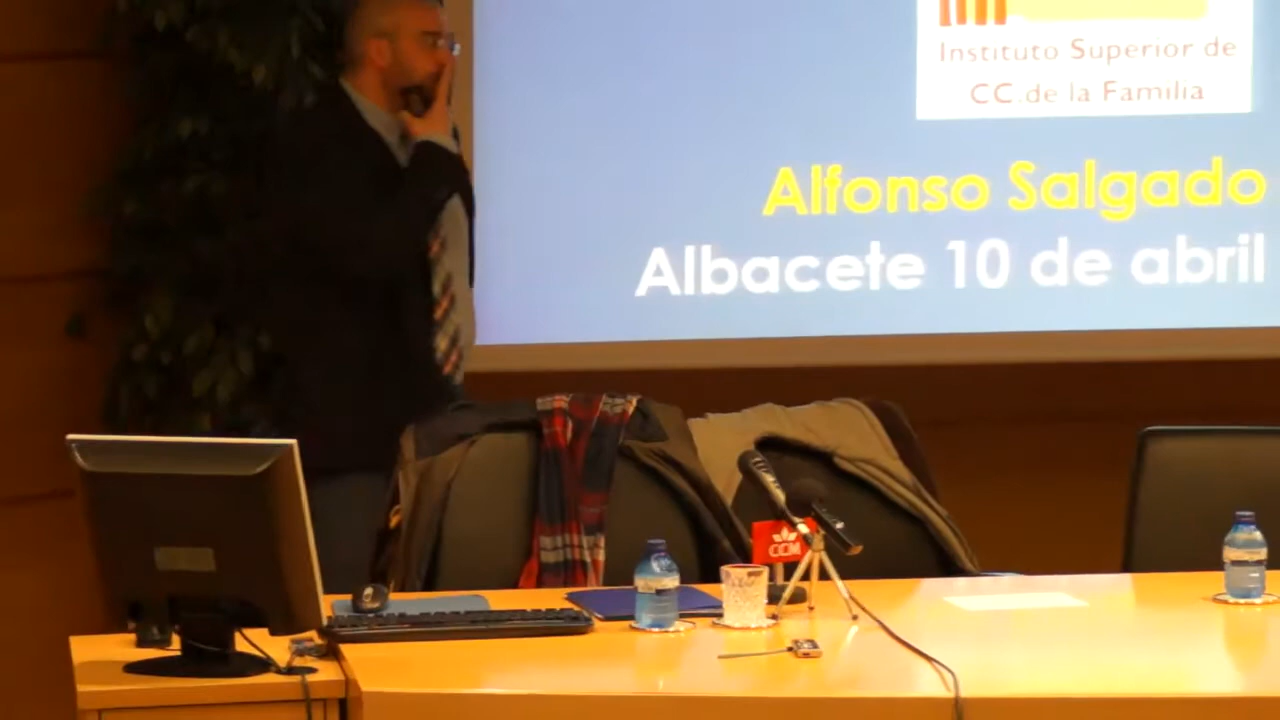 Instituto Superior de
CC.de la Familia
Alfonso Salgado
Albacete 10 de abril
CCM